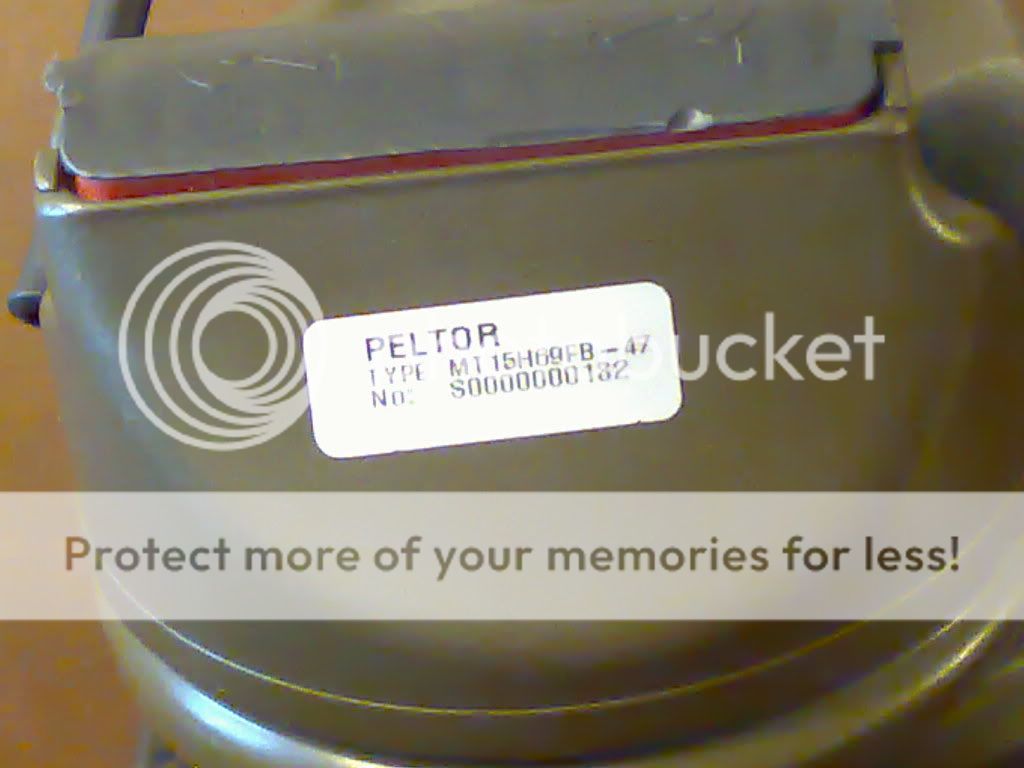 PELTOR
TYPE MT15H69FB-47
No: S0000000132
bucket
Protect more of your memories for less!